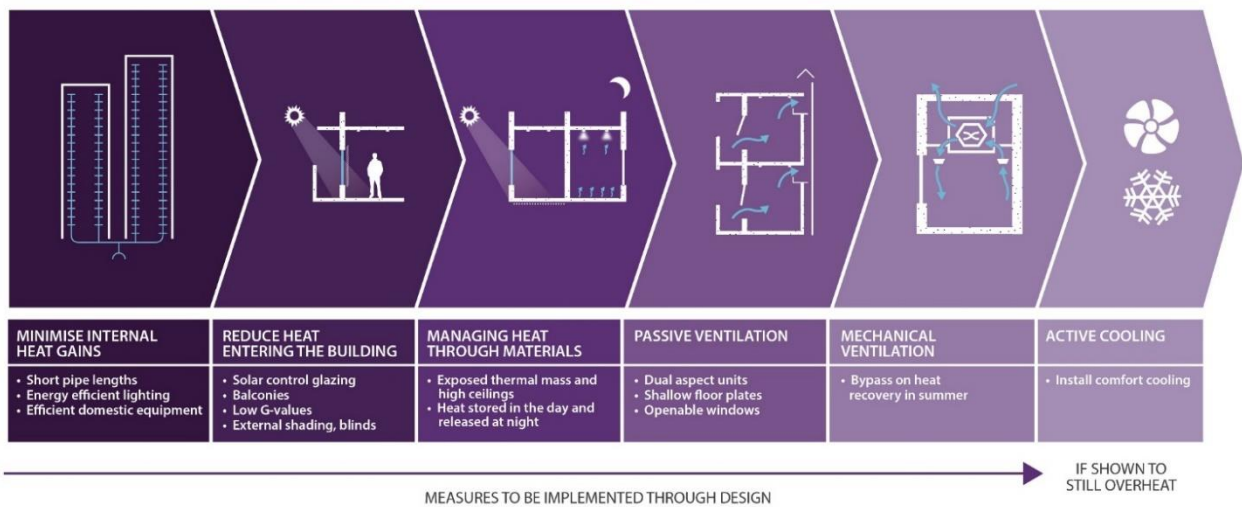 MINIMISE INTERNAL
HEAT GAINS
• Short pipe lengths
• Energy efficient lighting
• Efficient domestic equipment
REDUCE HEAT
ENTERING THE BUILDING
• Solar control glazing
• Balconies
• Low G-values
• External shading, blinds
MANAGING HEAT
THROUGH MATERIALS
• Exposed thermal mass and
high ceilings
• Heat stored in the day and
released at night
PASSIVE VENTILATION
• Dual aspect units
• Shallow floor plates
• Openable windows
MECHANICAL
VENTILATION
• Bypass on heat
recovery in summer
ACTIVE COOLING
• Install comfort cooling
MEASURES TO BE IMPLEMENTED THROUGH DESIGN
IF SHOWN TO
STILL OVERHEAT